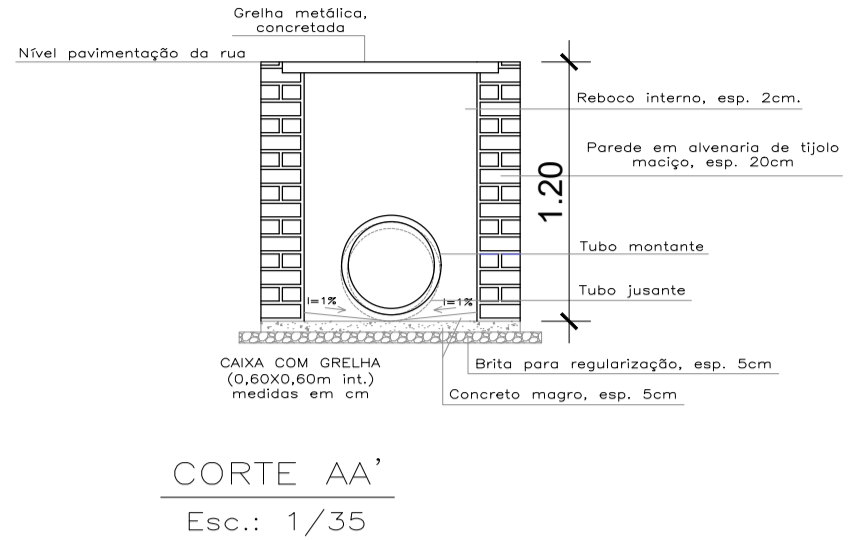 Grelha metálica,
concretada
Nível pavimentação da rua
Reboco interno, esp. 2cm.
Parede em alvenaria de tijolo
maciço, esp. 20cm
1.20
Tubo montante
Tubo jusante
I=1%
I=1%
CAIXA COM GRELHA
(0,60X0,60m int.)
medidas em cm
Brita para regularização, esp. 5cm
Concreto magro, esp. 5cm
CORTE AA'
Esc.: 1/35